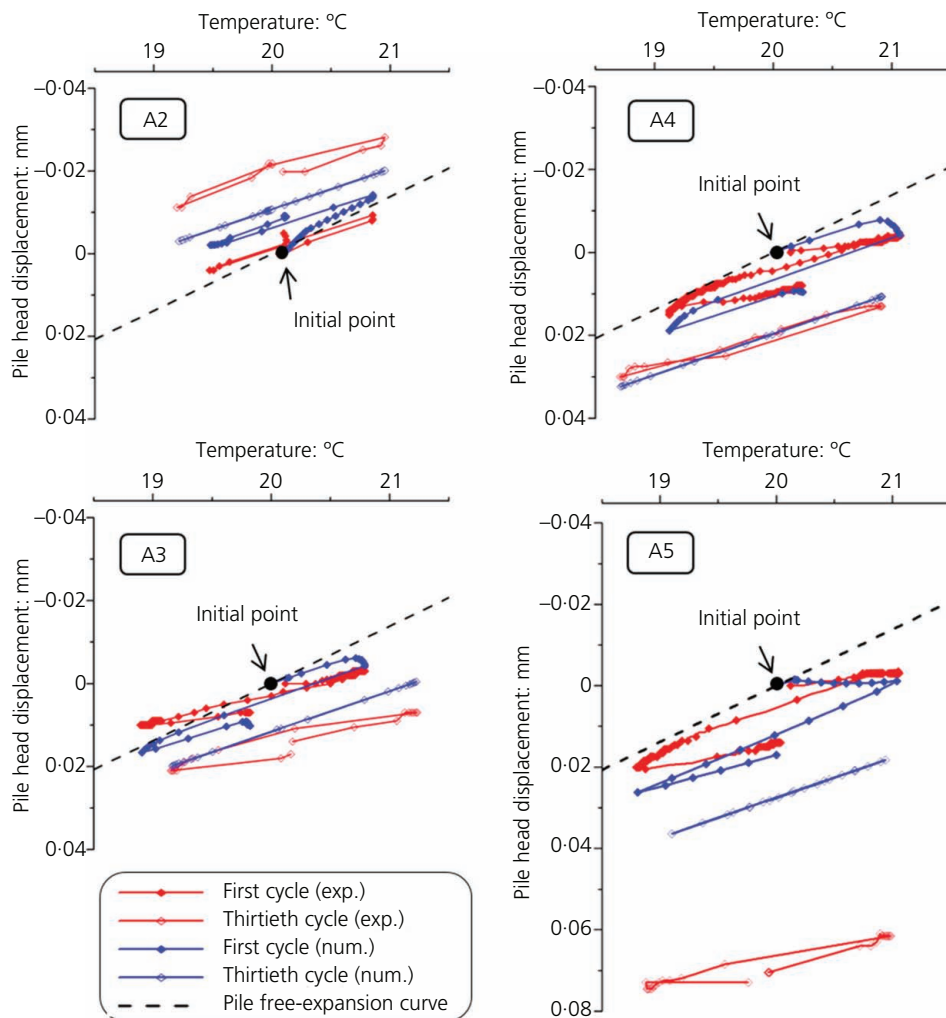 Temperature: ºC
19 20 21
−0·04
−0·02
0
0·02
0·04
Pile head displacement: mm
A2
Initial point
Temperature: ºC
19 20 21
−0·04
−0·02
0
0·02
0·04
Pile head displacement: mm
A4
Initial point
Temperature: ºC
19 20 21
−0·04
−0·02
0
0·02
0·04
Pile head displacement: mm
A3
Initial point
First cycle (exp.)
Thirtieth cycle (exp.)
First cycle (num.)
Thirtieth cycle (num.)
Pile free-expansion curve
Temperature: ºC
19 20 21
−0·04
−0·02
0
0·02
0·04
0·06
0·08
Pile head displacement: mm
A5
Initial point